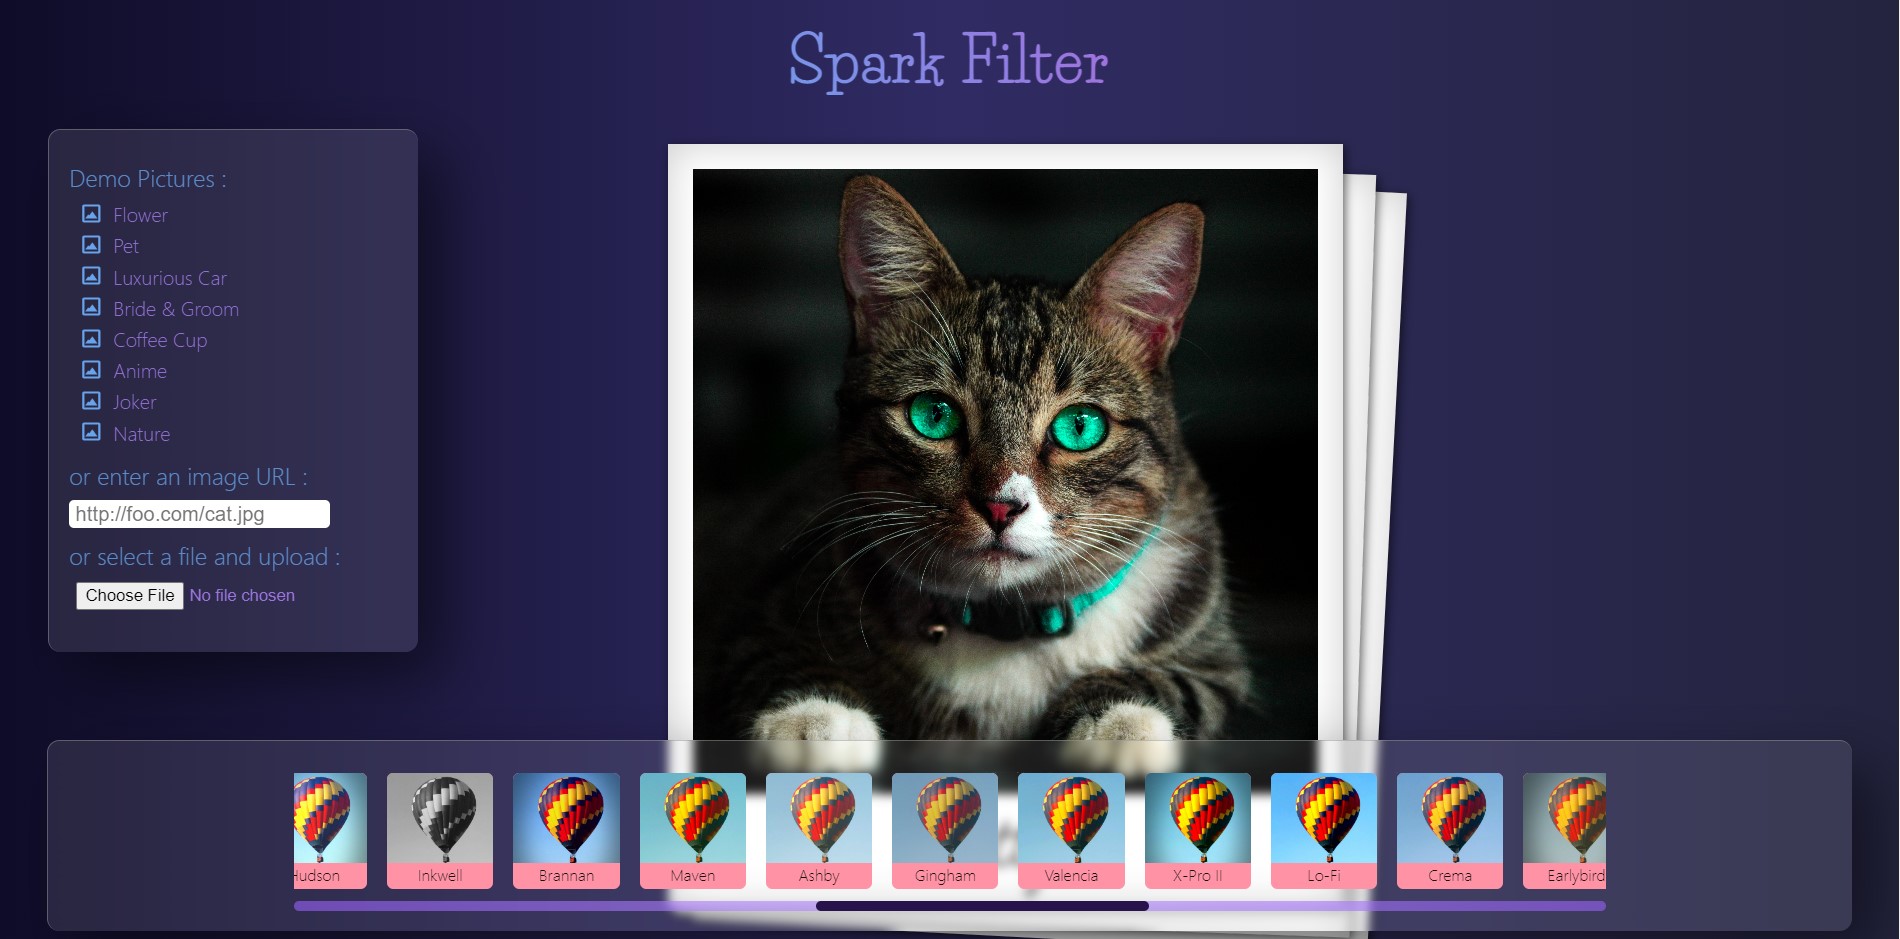 Spark Filter
Demo Pictures :
Flower
Pet
Luxurious Car
Bride & Groom
Coffee Cup
Anime
Joker
Nature
or enter an image URL :
http://foo.com/cat.jpg
or select a file and upload :
Choose File No file chosen
Hudson Inkwell Brannan Maven Ashby Gingham Valencia X-Pro II Lo-Fi Crema Earlybird